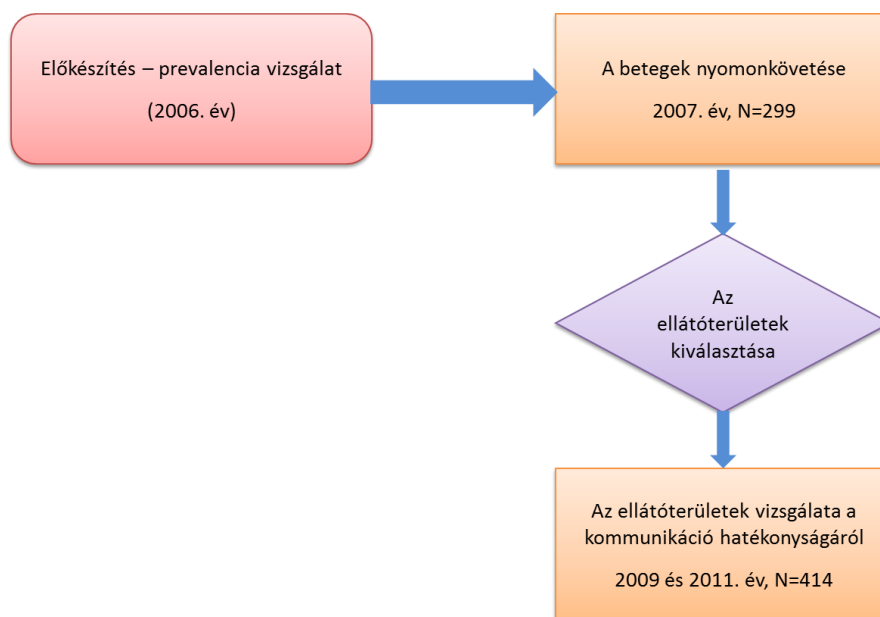 Előkészítés – prevalencia vizsgálat
(2006. év)
A betegek nyomonkövetése
2007. év, N=299
Az
ellátóterületek
kiválasztása
Az ellátóterületek vizsgálata a
kommunikáció hatékonyságáról
2009 és 2011. év, N=414